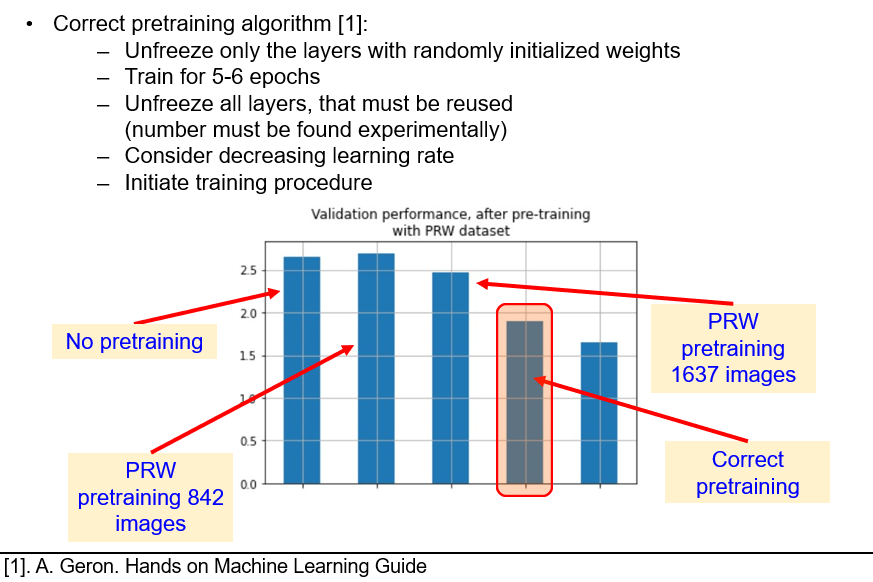 • Correct pretraining algorithm [1]:
– Unfreeze only the layers with randomly initialized weights
– Train for 5-6 epochs
– Unfreeze all layers, that must be reused
(number must be found experimentally)
– Consider decreasing learning rate
– Initiate training procedure
Validation performance, after pre-training
with PRW dataset
2.5
2.0
1.5
1.0
0.5
0.0
No pretraining
PRW
pretraining 842
images
PRW
pretraining
1637 images
Correct
pretraining
[1]. A. Geron. Hands on Machine Learning Guide